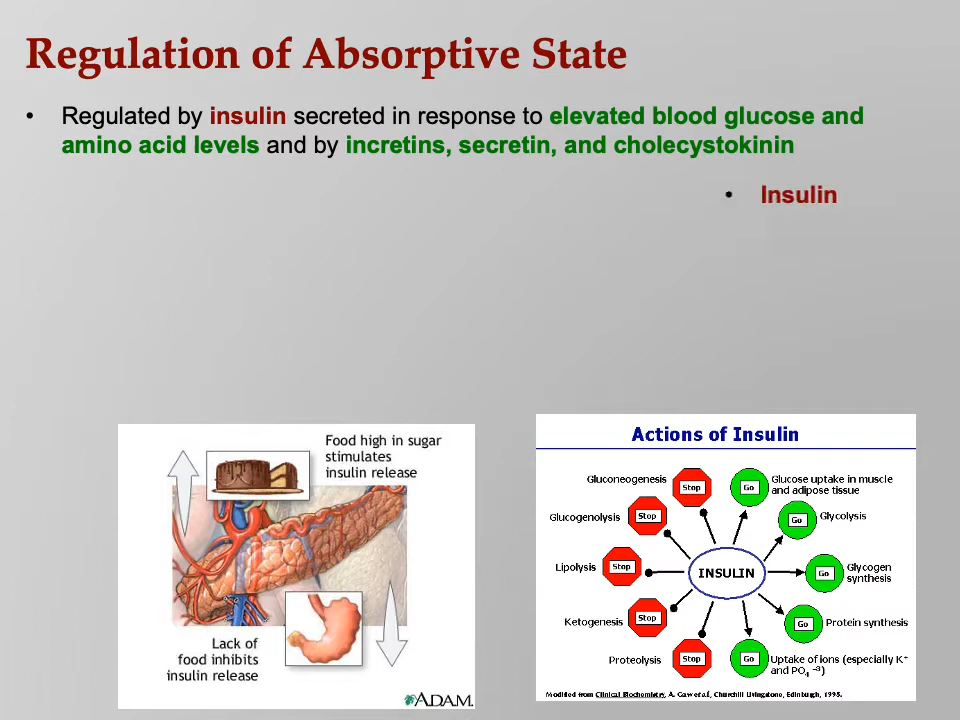 Regulation of Absorptive State
• Regulated by insulin secreted in response to elevated blood glucose and
amino acid levels and by incretins, secretin, and cholecystokinin
• Insulin
Food high in sugar
stimulates
insulin release
Lack of
food inhibits
insulin release
ADAM.
Actions of Insulin
Gluconeogenesis
Stop
Go
Glucose uptake in muscle
and adipose tissue
Glucogenolysis
Stop
Go
Glycolysis
Lipolysis
Stop
INSULIN
Go
Glycogen
synthesis
Ketogenesis
Stop
Go
Protein synthesis
Proteolysis
Stop
Go
Uptake of ions (especially K⁺
and PO₄ ⁻³)
Modified from Clinical Biochemistry, A. Gaw et al, Churchill Livingstone, Edinburgh, 1995.